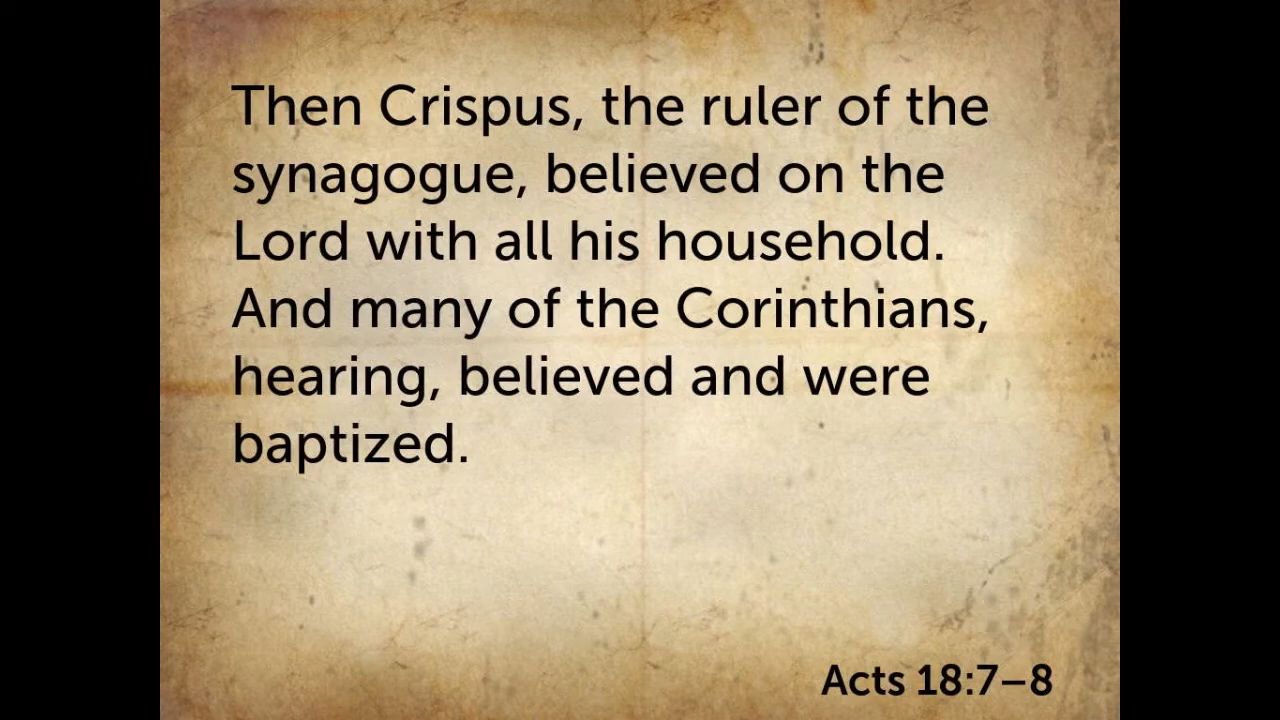 Then Crispus, the ruler of the
synagogue, believed on the
Lord with all his household.
And many of the Corinthians,
hearing, believed and were
baptized.
Acts 18:7–8